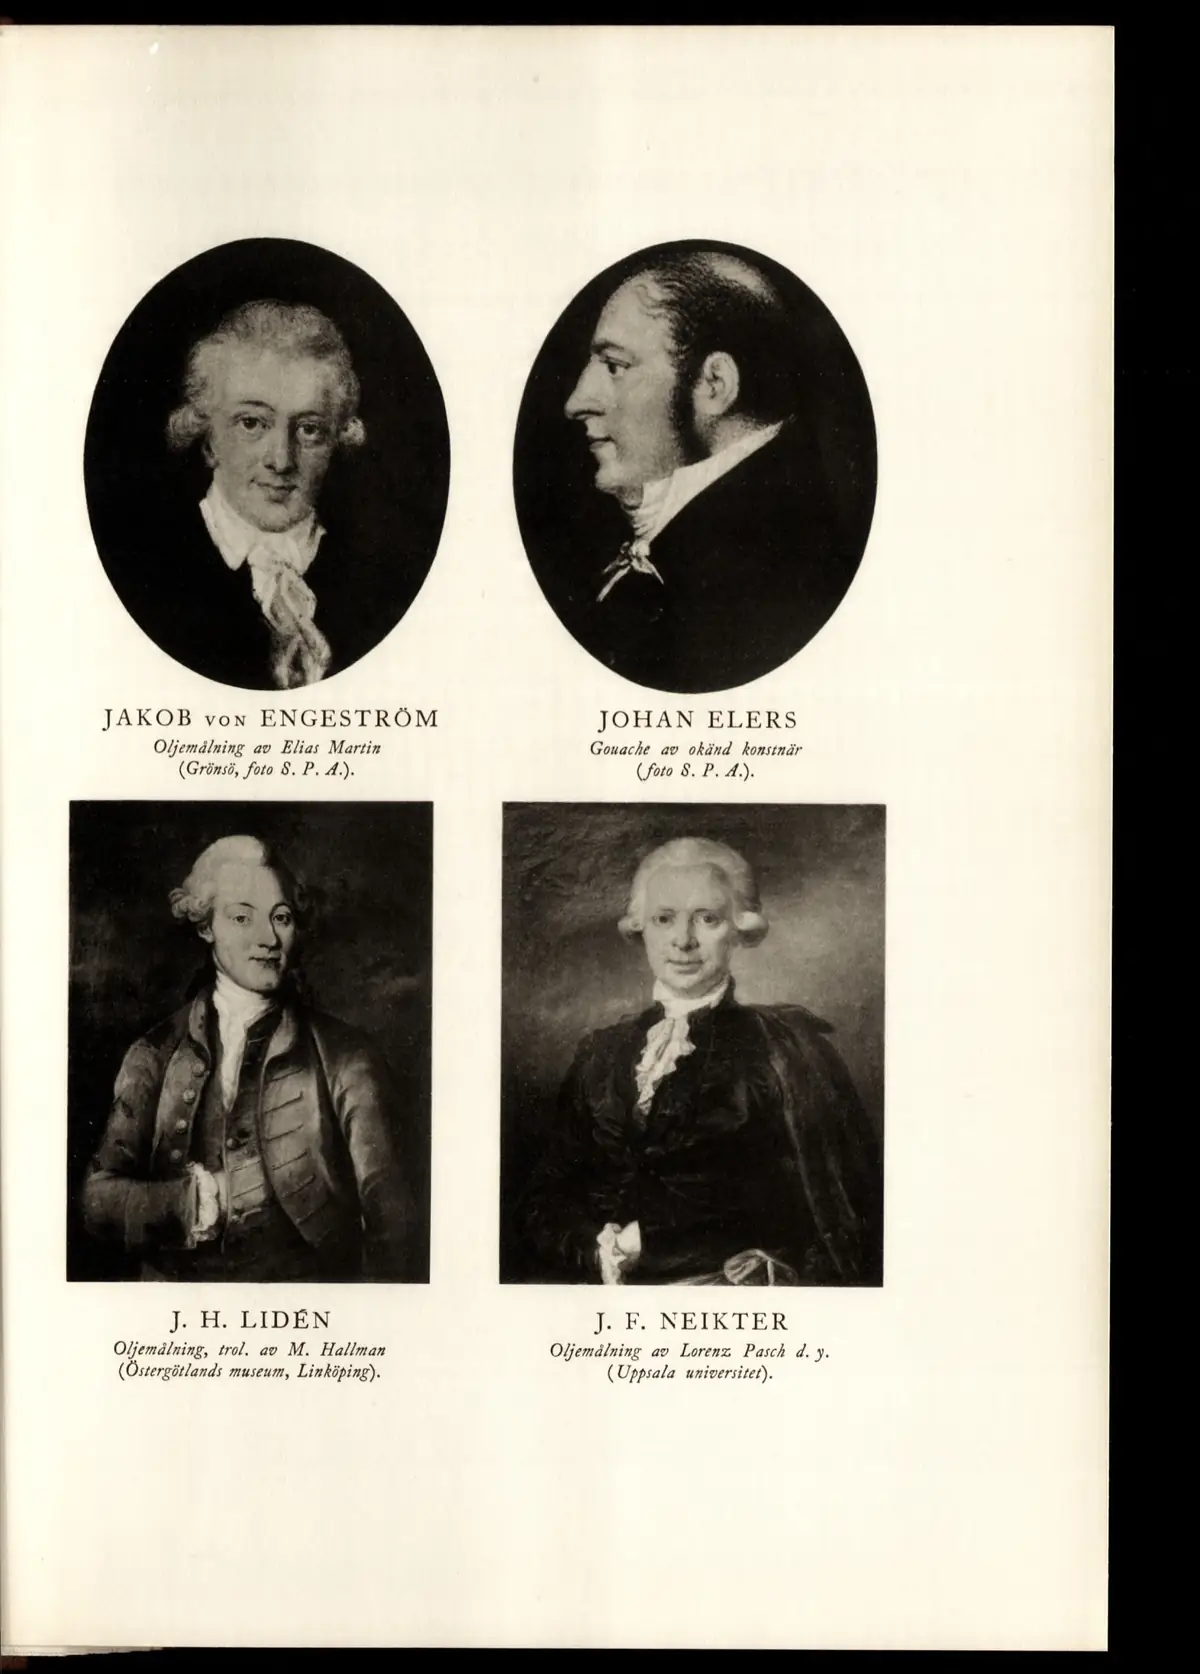 JAKOB VON ENGESTRÖM
Oljemålning av Elias Martin
(Grönsö, foto S. P. A.).
JOHAN ELERS
Gouache av okänd konstnär
(foto S. P. A.).
J. H. LIDÉN
Oljemålning, trol. av M. Hallman
(Östergötlands museum, Linköping).
J. F. NEIKTER
Oljemålning av Lorenz Pasch d. y.
(Uppsala universitet).